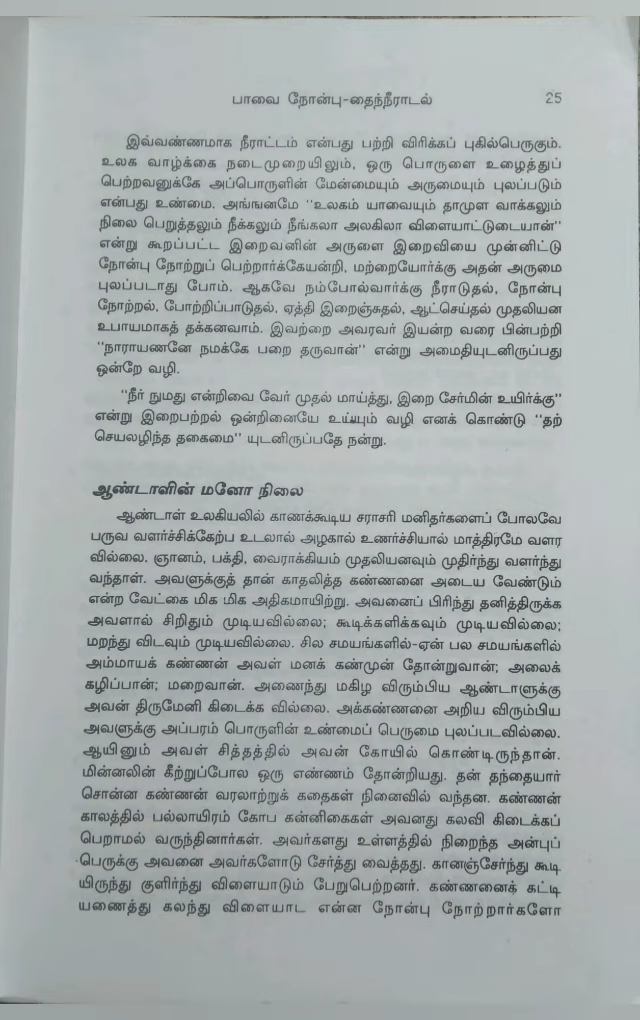 பாவை நோன்பு-தைந்நீராடல் 25
இவ்வண்ணமாக நீராட்டம் என்பது பற்றி விரிக்கப் புகில்பெருகும்.
உலக வாழ்க்கை நடைமுறையிலும், ஒரு பொருளை உழைத்துப்
பெற்றவனுக்கே அப்பொருளின் மேன்மையும் அருமையும் புலப்படும்
என்பது உண்மை. அங்ஙனமே "உலகம் யாவையும் தாமுள வாக்கலும்
நிலை பெறுத்தலும் நீக்கலும் நீங்கலா அலகிலா விளையாட்டுடையான்"
என்று கூறப்பட்ட இறைவனின் அருளை இறைவியை முன்னிட்டு
நோன்பு நோற்றுப் பெற்றார்க்கேயன்றி, மற்றையோர்க்கு அதன் அருமை
புலப்படாது போம். ஆகவே நம்போல்வார்க்கு நீராடுதல், நோன்பு
நோற்றல், போற்றிப்பாடுதல், ஏத்தி இறைஞ்சுதல், ஆட்செய்தல் முதலியன
உபாயமாகத் தக்கனவாம். இவற்றை அவரவர் இயன்ற வரை பின்பற்றி
"நாராயணனே நமக்கே பறை தருவான்" என்று அமைதியுடனிருப்பது
ஒன்றே வழி.
"நீர் நுமது என்றிவை வேர் முதல் மாய்த்து, இறை சேர்மின் உயிர்க்கு"
என்று இறைபற்றல் ஒன்றினையே உய்யும் வழி எனக் கொண்டு "தற்
செயலழிந்த தகைமை" யுடனிருப்பதே நன்று.
ஆண்டாளின் மனோ நிலை
ஆண்டாள் உலகியலில் காணக்கூடிய சராசரி மனிதர்களைப் போலவே
பருவ வளர்ச்சிக்கேற்ப உடலால் அழகால் உணர்ச்சியால் மாத்திரமே வளர
வில்லை. ஞானம், பக்தி, வைராக்கியம் முதலியனவும் முதிர்ந்து வளர்ந்து
வந்தாள். அவளுக்குத் தான் காதலித்த கண்ணனை அடைய வேண்டும்
என்ற வேட்கை மிக மிக அதிகமாயிற்று. அவனைப் பிரிந்து தனித்திருக்க
அவளால் சிறிதும் முடியவில்லை; கூடிக்களிக்கவும் முடியவில்லை;
மறந்து விடவும் முடியவில்லை. சில சமயங்களில்-ஏன் பல சமயங்களில்
அம்மாயக் கண்ணன் அவள் மனக் கண்முன் தோன்றுவான்; அலைக்
கழிப்பான்; மறைவான். அணைந்து மகிழ விரும்பிய ஆண்டாளுக்கு
அவன் திருமேனி கிடைக்க வில்லை. அக்கண்ணனை அறிய விரும்பிய
அவளுக்கு அப்பரம் பொருளின் உண்மைப் பெருமை புலப்படவில்லை.
ஆயினும் அவள் சித்தத்தில் அவன் கோயில் கொண்டிருந்தான்.
மின்னலின் கீற்றுப்போல ஒரு எண்ணம் தோன்றியது. தன் தந்தையார்
சொன்ன கண்ணன் வரலாற்றுக் கதைகள் நினைவில் வந்தன. கண்ணன்
காலத்தில் பல்லாயிரம் கோப கன்னிகைகள் அவனது கலவி கிடைக்கப்
பெறாமல் வருந்தினார்கள். அவர்களது உள்ளத்தில் நிறைந்த அன்புப்
பெருக்கு அவனை அவர்களோடு சேர்த்து வைத்தது. கானஞ்சேர்ந்து கூடி
யிருந்து குளிர்ந்து விளையாடும் பேறுபெற்றனர். கண்ணனைக் கட்டி
யணைத்து கலந்து விளையாட என்ன நோன்பு நோற்றார்களோ